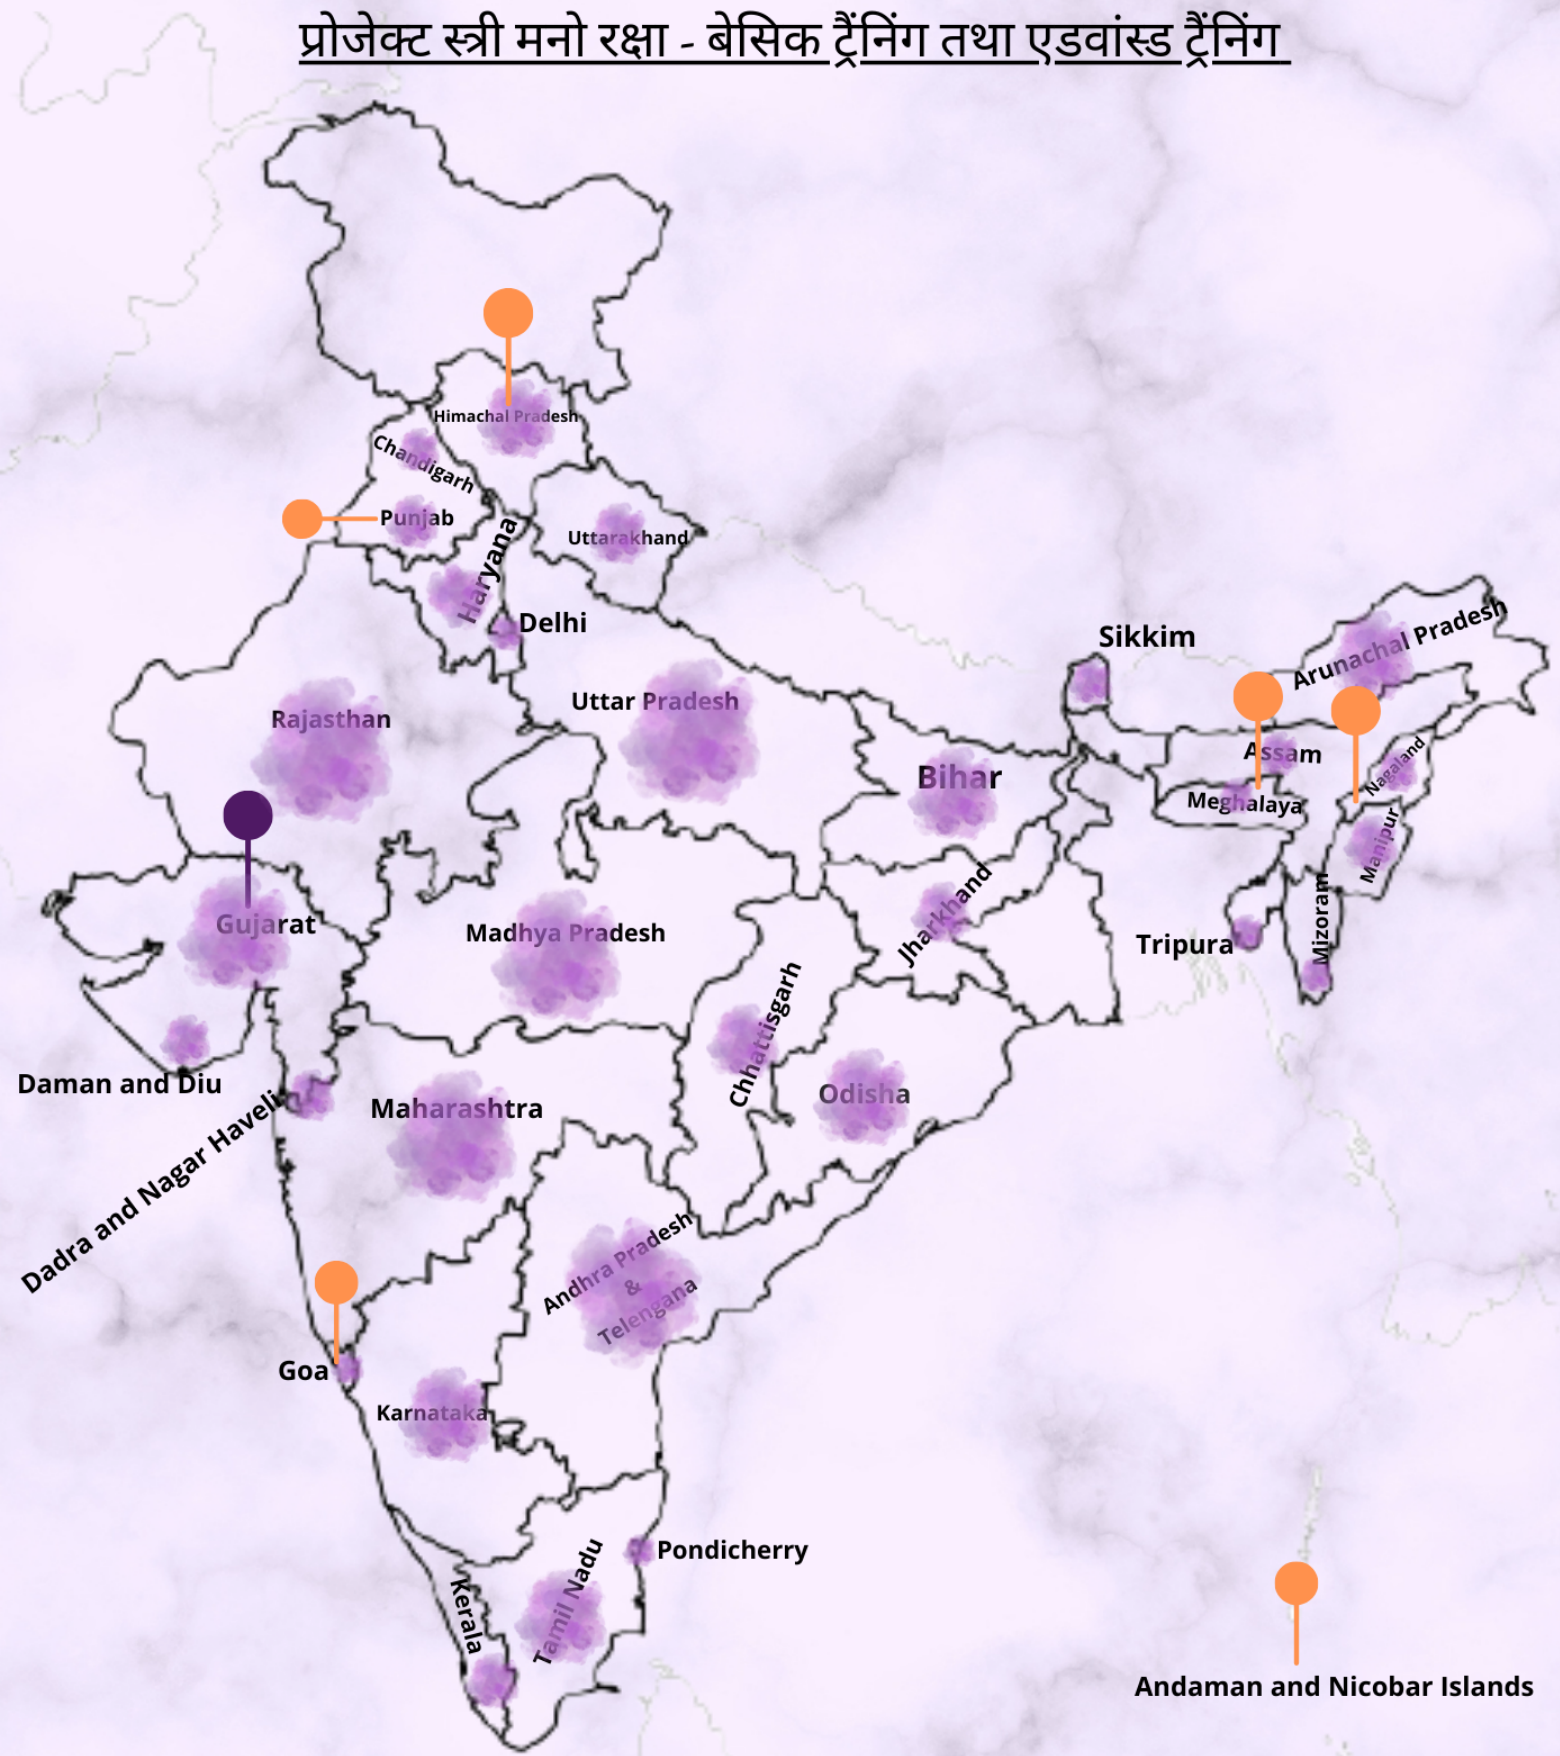 प्रोजेक्ट स्त्री मनो रक्षा - बेसिक ट्रैंनिंग तथा एडवांस्ड ट्रैंनिंग
Himachal Pradesh
Chandigarh
Punjab
Uttarakhand
Haryana
Delhi
Sikkim
Arunachal Pradesh
Rajasthan
Uttar Pradesh
Bihar
Assam
Nagaland
Meghalaya
Manipur
Gujarat
Madhya Pradesh
Jharkhand
Mizoram
Tripura
Chhattisgarh
Odisha
Daman and Diu
Maharashtra
Dadra and Nagar Haveli
Andhra Pradesh
&
Telengana
Goa
Karnataka
Pondicherry
Kerala
Tamil Nadu
Andaman and Nicobar Islands